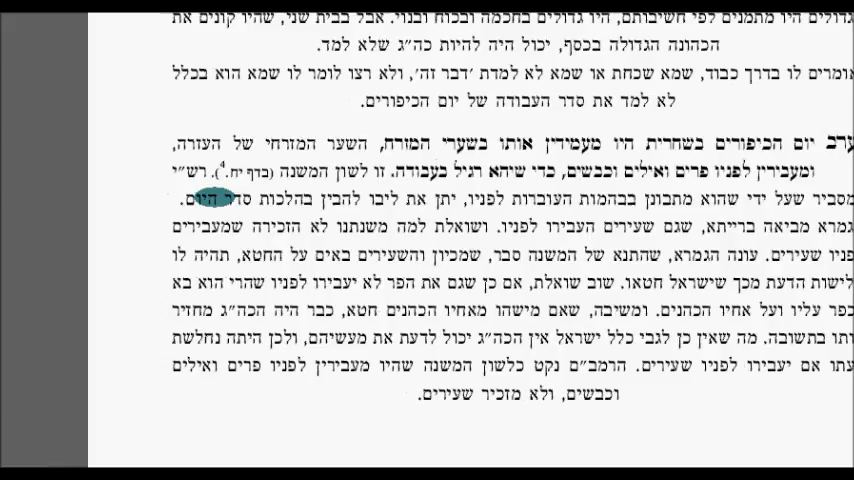 גדולים היו מתמנים לפי חשיבותם, היו גדולים בחכמה ובכוח ובנוי. אבל בבית שני, שהיו קונים את
הכהונה הגדולה בכסף, יכול היה להיות כה״ג שלא למד.
אומרים לו בדרך כבוד, שמא שכחת או שמא לא למדת ׳דבר זה׳, ולא רצו לומר לו שמא הוא בכלל
לא למד את סדר העבודה של יום הכיפורים.
ערב יום הכיפורים בשחרית היו מעמידין אותו בשערי המזרח, השער המזרחי של העזרה,
ומעבירין לפניו פרים ואילים וכבשים, כדי שיהא רגיל בעבודה. זו לשון המשנה (בדף יח.4). רש״י
מסביר שעל ידי שהוא מתבונן בבהמות העוברות לפניו, יתן את ליבו להבין בהלכות סדר היום.
גמרא מביאה ברייתא, שגם שעירים העבירו לפניו. ושואלת למה משנתנו לא הזכירה שמעבירים
פניו שעירים. עונה הגמרא, שהתנא של המשנה סבר, שמכיון והשעירים באים על החטא, תהיה לו
לישות הדעת מכך שישראל חטאו. שוב שואלת, אם כן שגם את הפר לא יעבירו לפניו שהרי הוא בא
כפר עליו ועל אחיו הכהנים. ומשיבה, שאם מישהו מאחיו הכהנים חטא, כבר היה הכה״ג מחזיר
ותו בתשובה. מה שאין כן לגבי כלל ישראל אין הכה״ג יכול לדעת את מעשיהם, ולכן היתה נחלשת
עתו אם יעבירו לפניו שעירים. הרמב״ם נקט כלשון המשנה שהיו מעבירין לפניו פרים ואילים
וכבשים, ולא מזכיר שעירים.